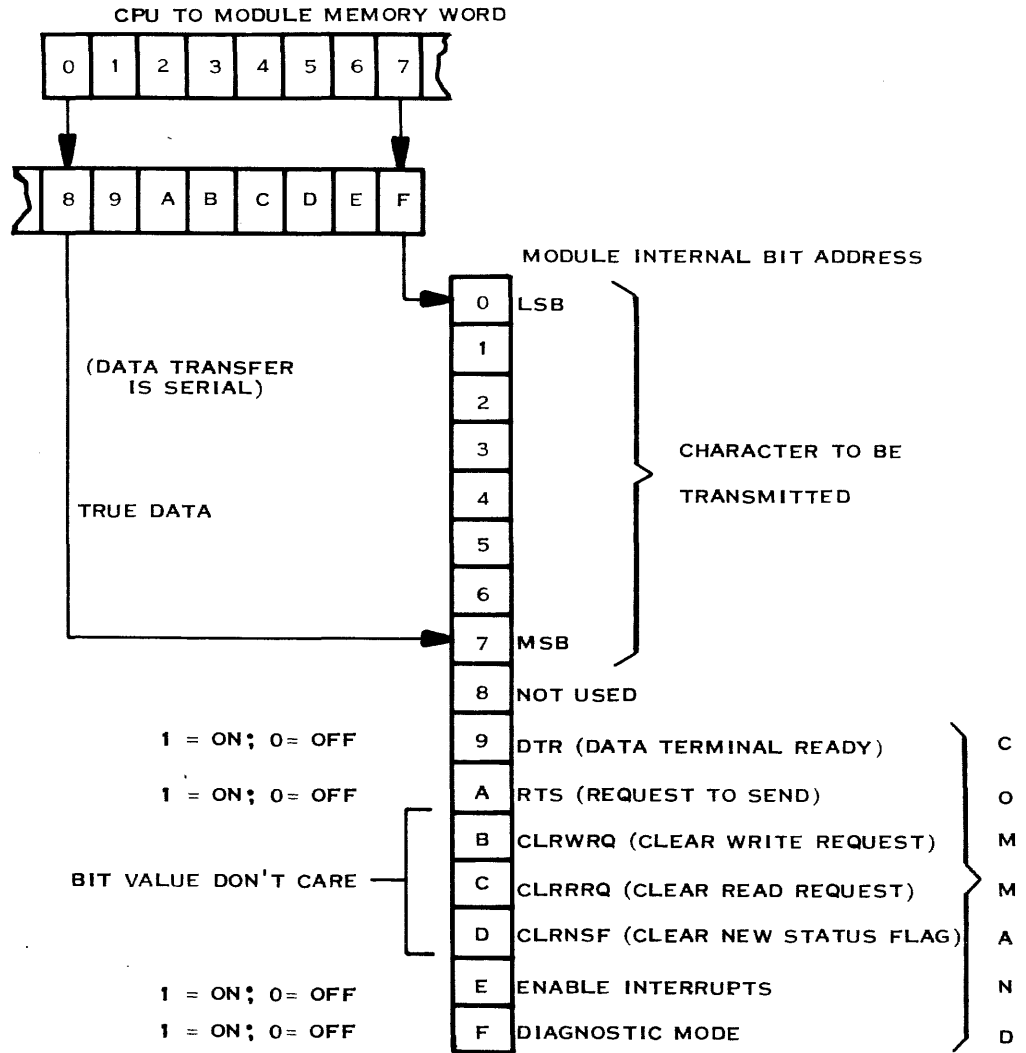 CPU TO MODULE MEMORY WORD
0 1 2 3 4 5 6 7
8 9 A B C D E F
MODULE INTERNAL BIT ADDRESS
0 LSB
1
(DATA TRANSFER
IS SERIAL)
2
3
CHARACTER TO BE
4
TRANSMITTED
TRUE DATA
5
6
7 MSB
8 NOT USED
1 = ON; 0= OFF 9 DTR (DATA TERMINAL READY) C
1 = ON; 0= OFF A RTS (REQUEST TO SEND) O
B CLRWRQ (CLEAR WRITE REQUEST) M
BIT VALUE DON'T CARE C CLRRRQ (CLEAR READ REQUEST) M
D CLRNSF (CLEAR NEW STATUS FLAG) A
1 = ON; 0= OFF E ENABLE INTERRUPTS N
1 = ON; 0= OFF F DIAGNOSTIC MODE D